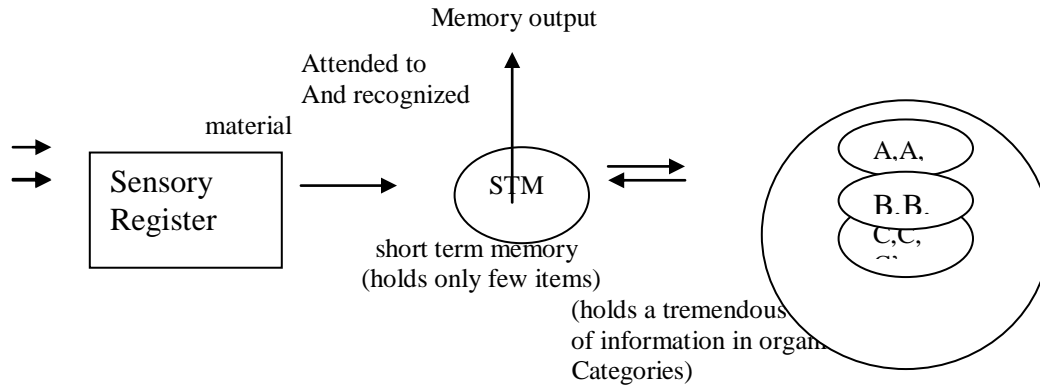 Memory output
Attended to
And recognized
material
Sensory
Register
STM
short term memory
(holds only few items)
A,A,
B,B,
C,C,
(holds a tremendous
of information in organi
Categories)